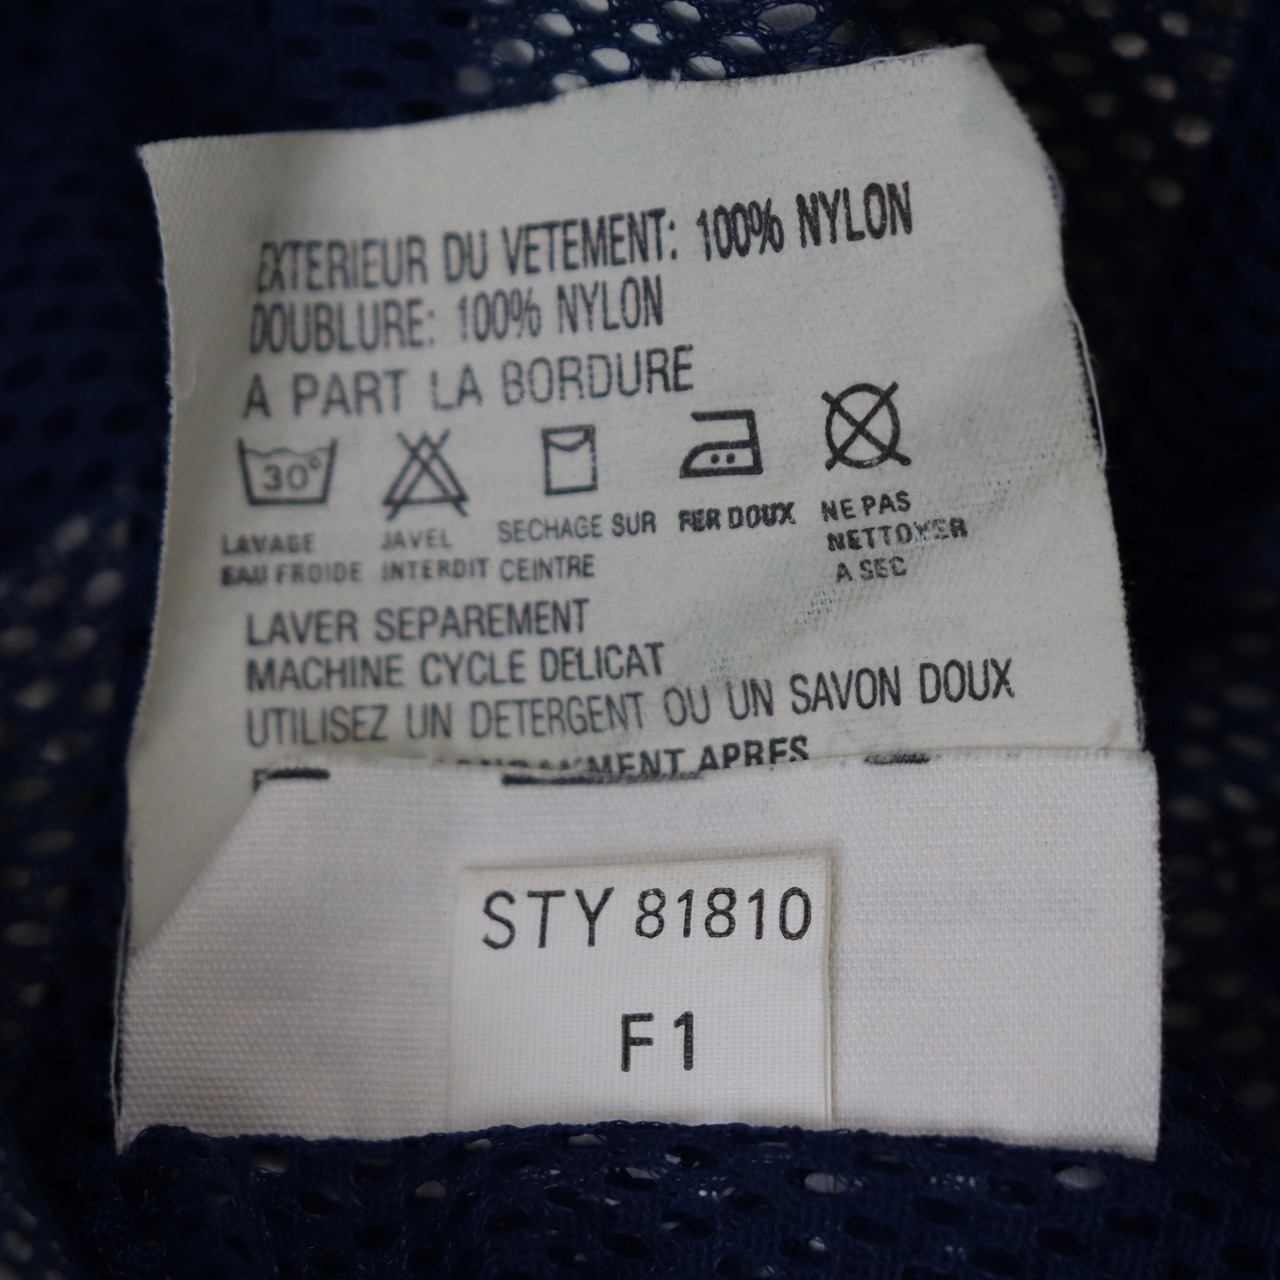 EXTERIEUR DU VETEMENT: 100% NYLON
DOUBLURE: 100% NYLON
A PART LA BORDURE
30°
LAVAGE
EAU FROIDE
JAVEL
INTERDIT
SECHAGE SUR
CEINTRE
FER DOUX
NE PAS
NETTOYER
A SEC
LAVER SEPAREMENT
MACHINE CYCLE DELICAT
UTILISEZ UN DETERGENT OU UN SAVON DOUX
APRES
STY 81810
F1